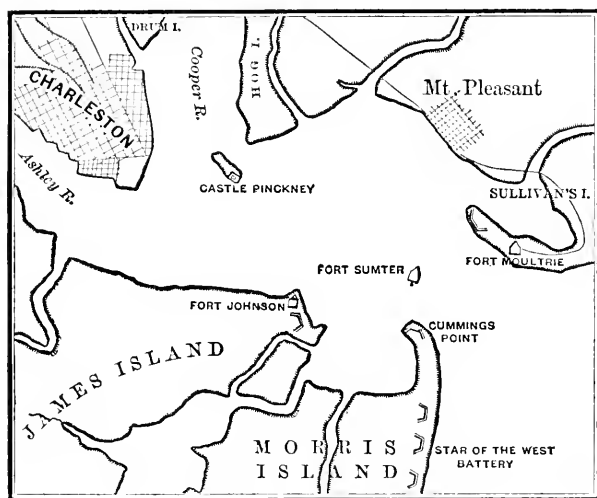 DRUM I.
Cooper R.
HOG I.
CHARLESTON
Mt. Pleasant
Ashley R.
CASTLE PINCKNEY
SULLIVAN'S I.
FORT MOULTRIE
FORT SUMTER
FORT JOHNSON
CUMMINGS
POINT
JAMES ISLAND
MORRIS
ISLAND
STAR OF THE WEST
BATTERY